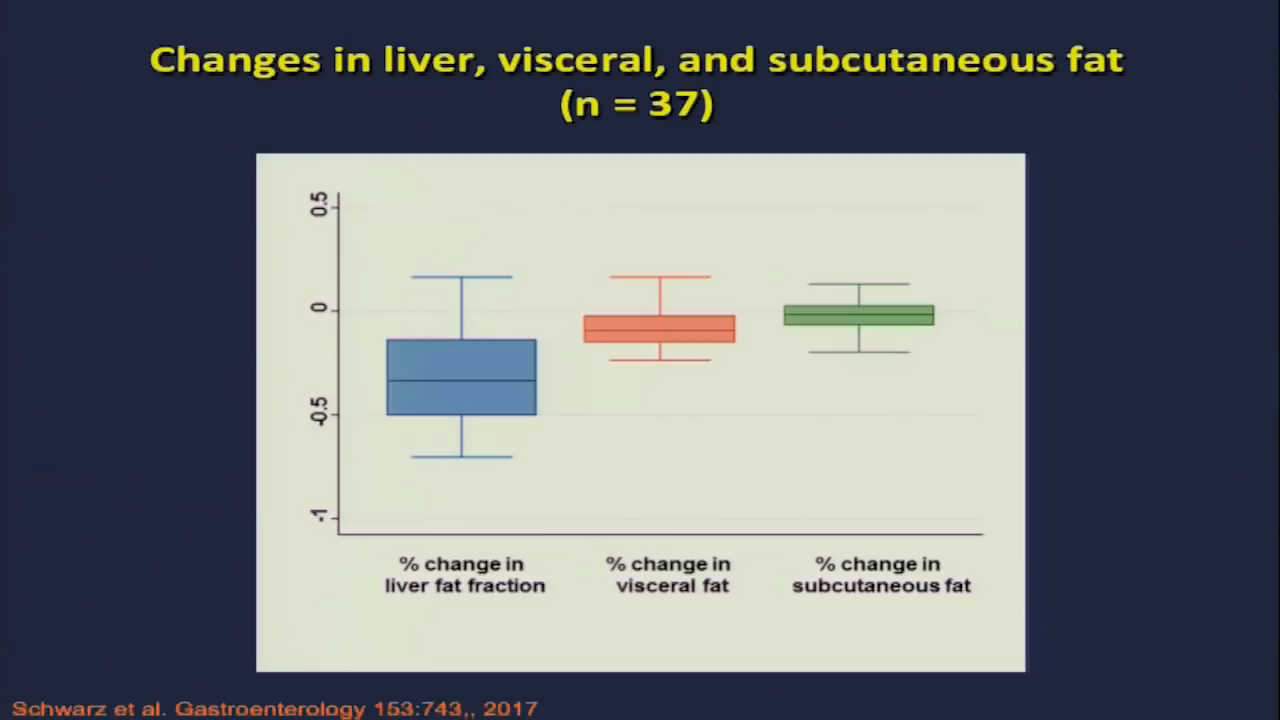 Changes in liver, visceral, and subcutaneous fat
(n = 37)
0.5
0
-0.5
-1
% change in
liver fat fraction
% change in
visceral fat
% change in
subcutaneous fat
Schwarz et al. Gastroenterology 153:743,, 2017